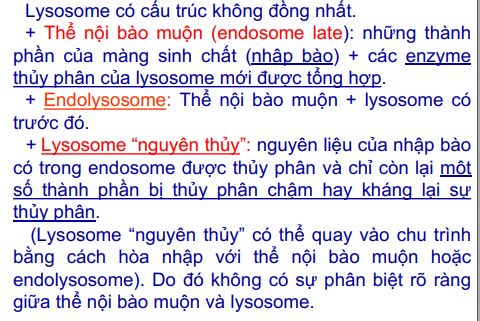 Lysosome có cấu trúc không đồng nhất.
+ Thể nội bào muộn (endosome late): những thành
phần của màng sinh chất (nhập bào) + các enzyme
thủy phân của lysosome mới được tổng hợp.
+ Endolysosome: Thể nội bào muộn + lysosome có
trước đó.
+ Lysosome “nguyên thủy”: nguyên liệu của nhập bào
có trong endosome được thủy phân và chỉ còn lại một
số thành phần bị thủy phân chậm hay kháng lại sự
thủy phân.
(Lysosome “nguyên thủy” có thể quay vào chu trình
bằng cách hòa nhập với thể nội bào muộn hoặc
endolysosome). Do đó không có sự phân biệt rõ ràng
giữa thể nội bào muộn và lysosome.